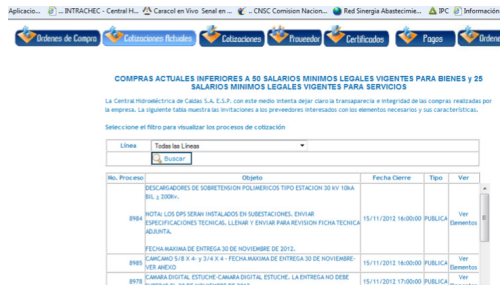 Aplicacio... ... INTRACHEC - Central H... Caracol en Vivo Senal en ... .. CNSC Comision Nacion... Red Sinergia Abastecimie... IPC Información
Ordenes de Compra Cotizaciones Actuales Cotizaciones Proveedor Certificados Pagos Ordene
COMPRAS ACTUALES INFERIORES A 50 SALARIOS MINIMOS LEGALES VIGENTES PARA BIENES y 25
SALARIOS MINIMOS LEGALES VIGENTES PARA SERVICIOS
La Central Hidroeléctrica de Caldas S.A. E.S.P. con este medio intenta dejar claro la transparencia e integridad de las compras realizadas por
la empresa. La siguiente tabla muestra las invitaciones a los proveedores interesados con los elementos necesarios y sus características.
Seleccione el filtro para visualizar los procesos de cotización
Línea Todas las Lineas
Buscar
No. Proceso Objeto Fecha Cierre Tipo Ver
DESCARGADORES DE SOBRETENSION POLIMERICOS TIPO ESTACION 30 kV 10kA
BIL ≥ 200Kv.
NOTA: LOS DPS SERAN INSTALADOS EN SUBESTACIONES. ENVIAR
8984 ESPECIFICACIONES TECNICAS. LLENAR Y ENVIAR PARA REVISION FICHA TECNICA 15/11/2012 16:00:00 PUBLICA Ver Elementos
ADJUNTA.
FECHA MAXIMA DE ENTREGA 30 DE NOVIEMBRE DE 2012.
8985 CANCAMO 5/8 X 4- y 3/4 X 4 - FECHA MAXIMA DE ENTREGA 30 DE NOVIEMBRE- 15/11/2012 16:00:00 PUBLICA Ver
VER ANEXO Elementos
8978 CAMARA DIGITAL ESTUCHE-CAMARA DIGITAL ESTUCHE. LA ENTREGA NO DEBE 15/11/2012 17:00:00 PUBLICA Ver